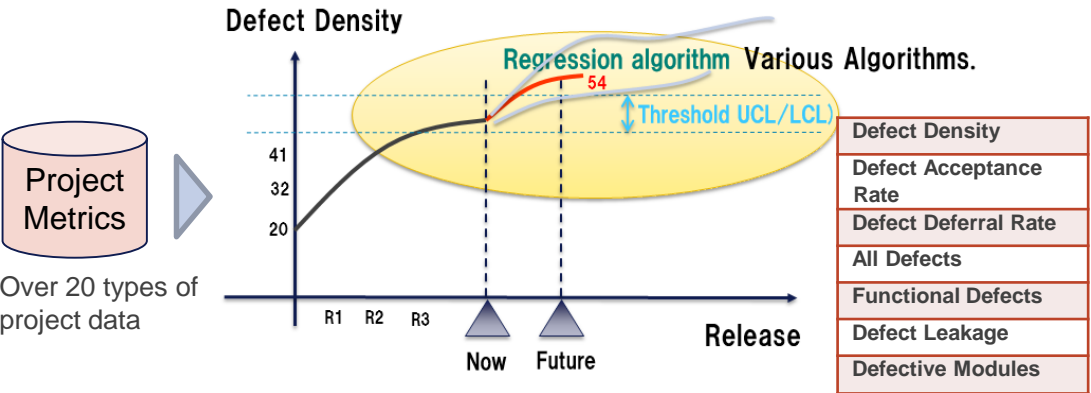 Defect Density
Regression algorithm Various Algorithms.
54
Threshold UCL/LCL)
41
32
20
Project
Metrics
Over 20 types of
project data
R1 R2 R3
Now Future
Release
Defect Density
Defect Acceptance
Rate
Defect Deferral Rate
All Defects
Functional Defects
Defect Leakage
Defective Modules